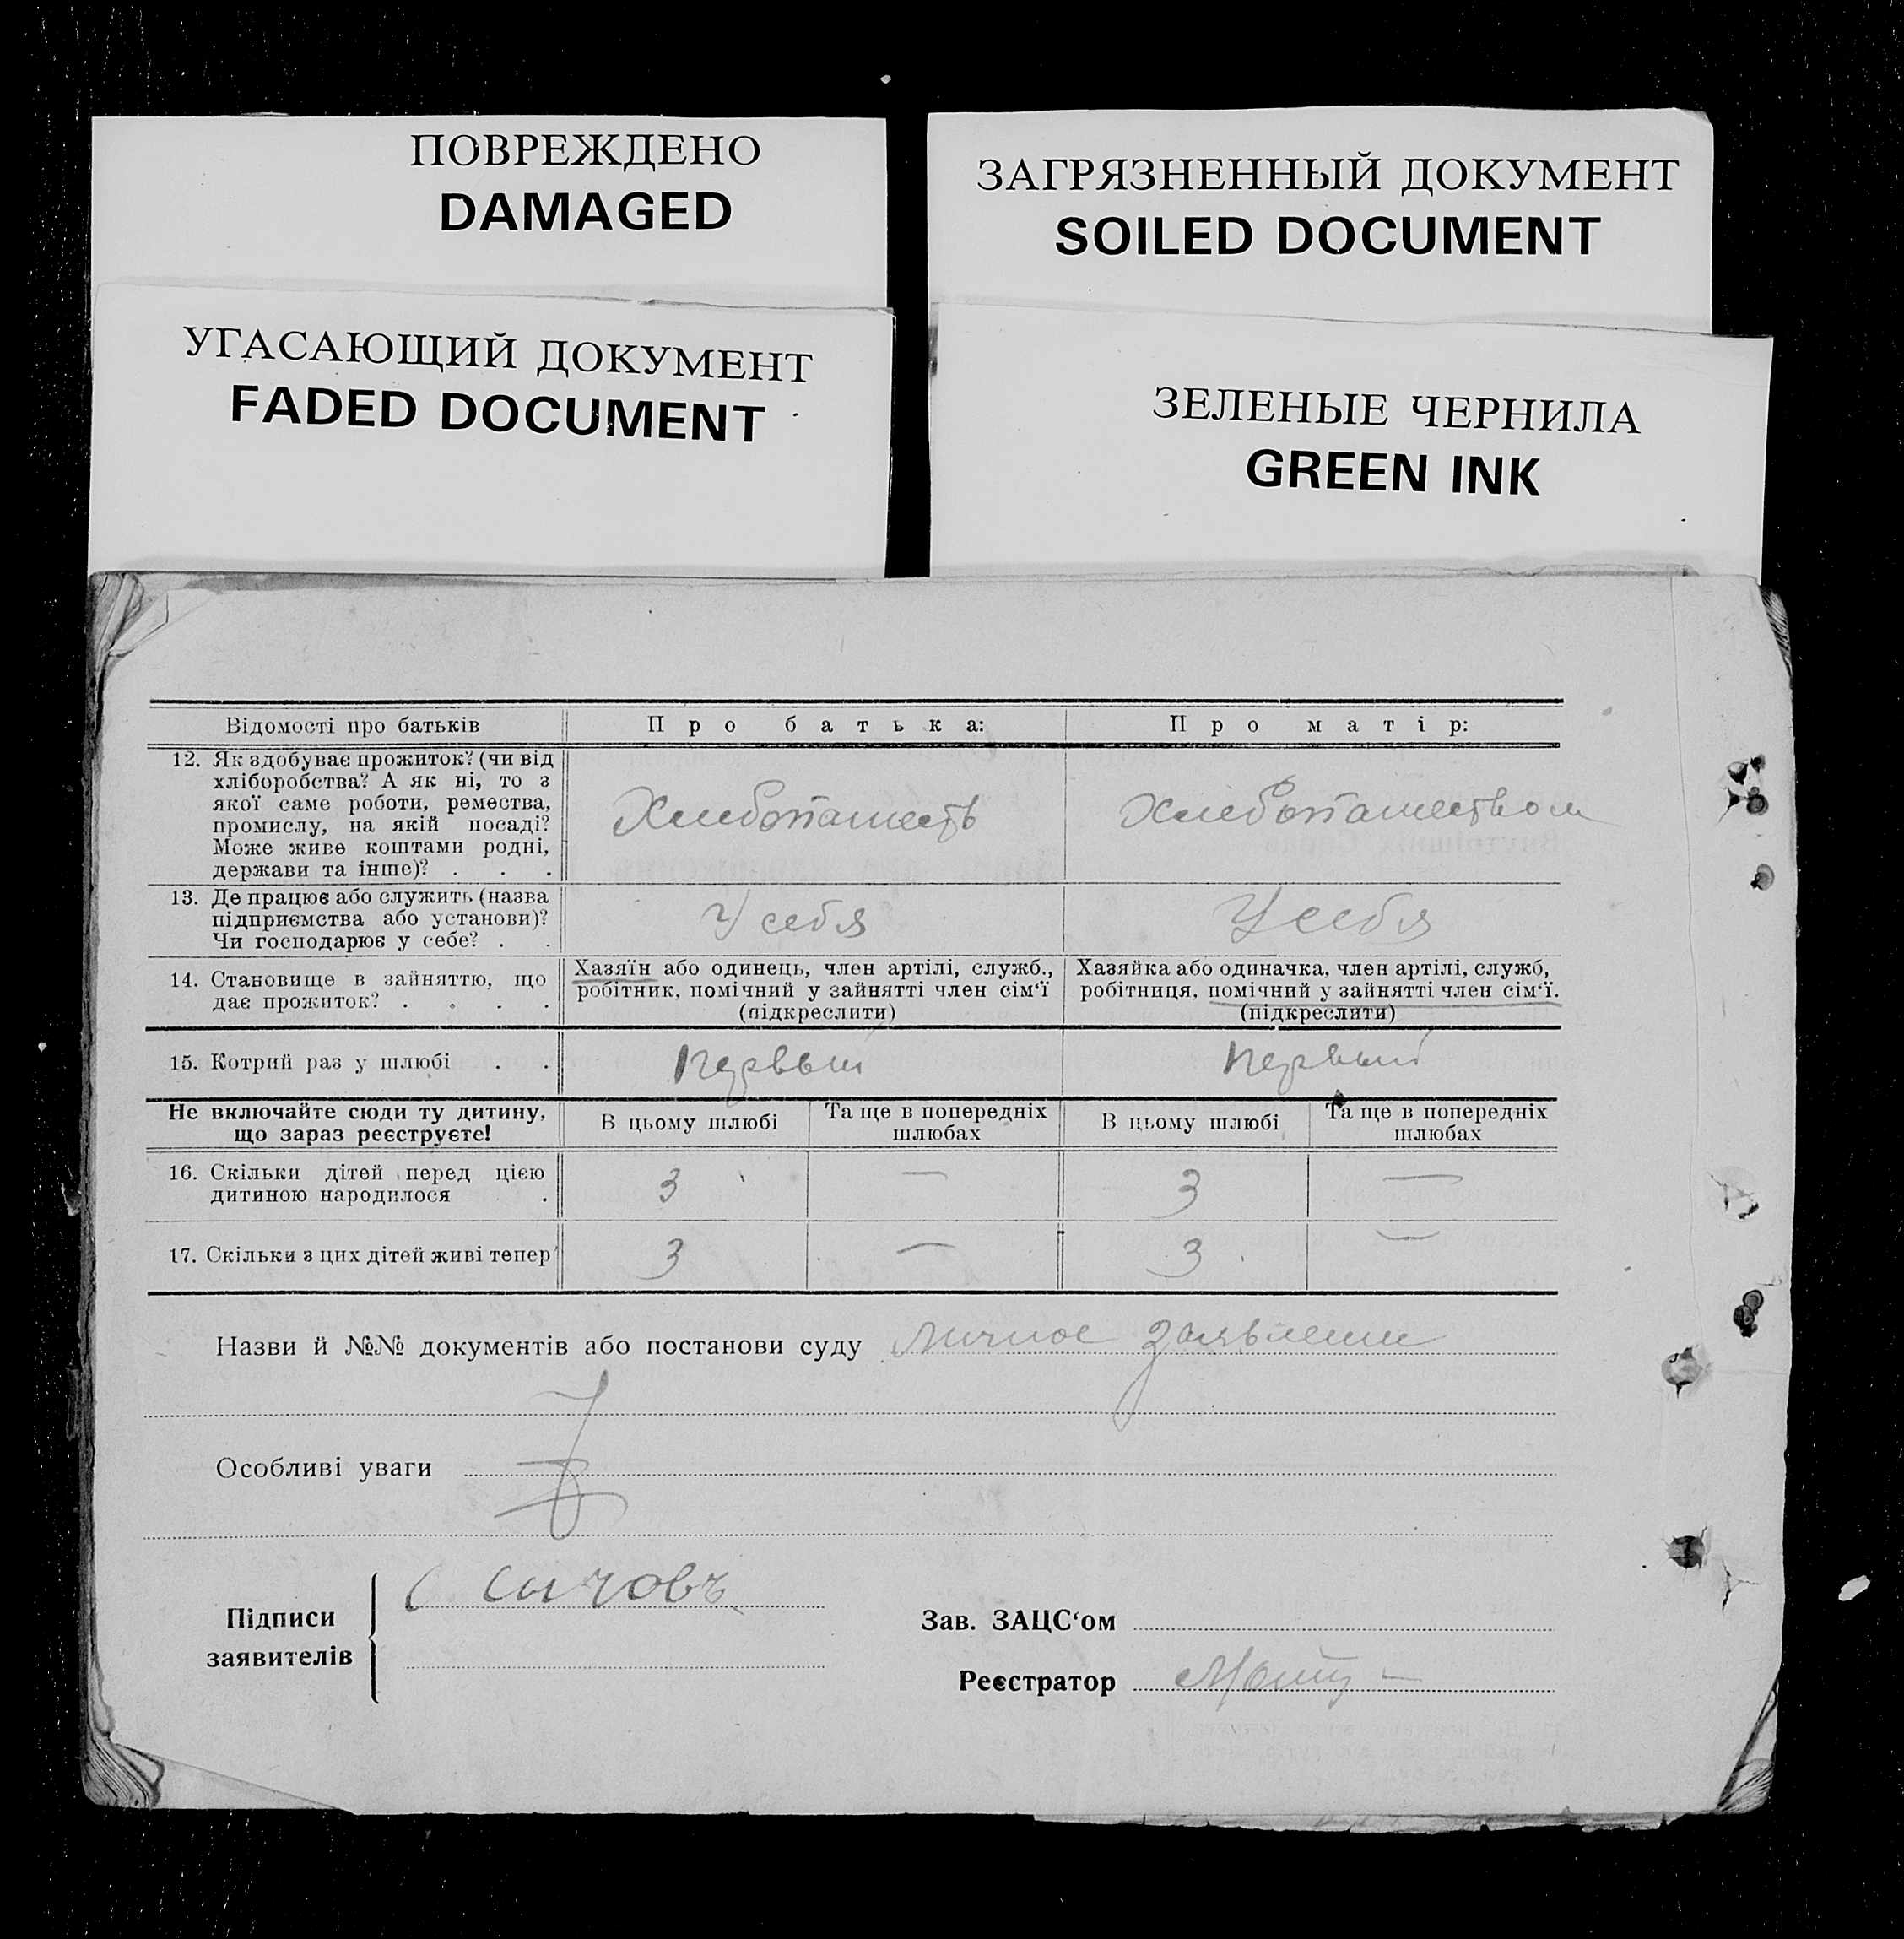 ПОВРЕЖДЕНО
DAMAGED
ЗАГРЯЗНЕННЫЙ ДОКУМЕНТ
SOILED DOCUMENT
УГАСАЮЩИЙ ДОКУМЕНТ
FADED DOCUMENT
ЗЕЛЕНЫЕ ЧЕРНИЛА
GREEN INK
Відомості про батьків
Про батька:
Про матір:
12. Як здобуває прожиток? (чи від
хліборобства? А як ні, то з
якої саме роботи, ремества,
промислу, на якій посаді?
Може живе коштами родні,
держави та інше)? . . .
Хлебопашеств
Хлебопашеством
13. Де працює або служить (назва
підприємства або установи)?
Чи господарює у себе? . .
У себя
У себя
14. Становище в зайняттю, що
дає прожиток? . . . .
Хазяїн або одинець, член артілі, служб.,
робітник, помічний у зайнятті член сім'ї
(підкреслити)
Хазяйка або одиначка, член артілі, служб,
робітниця, помічний у зайнятті член сім'ї.
(підкреслити)
15. Котрий раз у шлюбі . .
первый
первый
Не включайте сюди ту дитину,
що зараз реєструєте!
В цьому шлюбі
Та ще в попередніх
шлюбах
В цьому шлюбі
Та ще в попередніх
шлюбах
16. Скільки дітей перед цією
дитиною народилося .
3
—
3
—
17. Скільки з цих дітей живі тепер
3
—
3
—
Назви й №№ документів або постанови суду личное заявление
Особливі уваги
Підписи
заявителів
Сычовъ
Зав. ЗАЦС'ом
Реєстратор